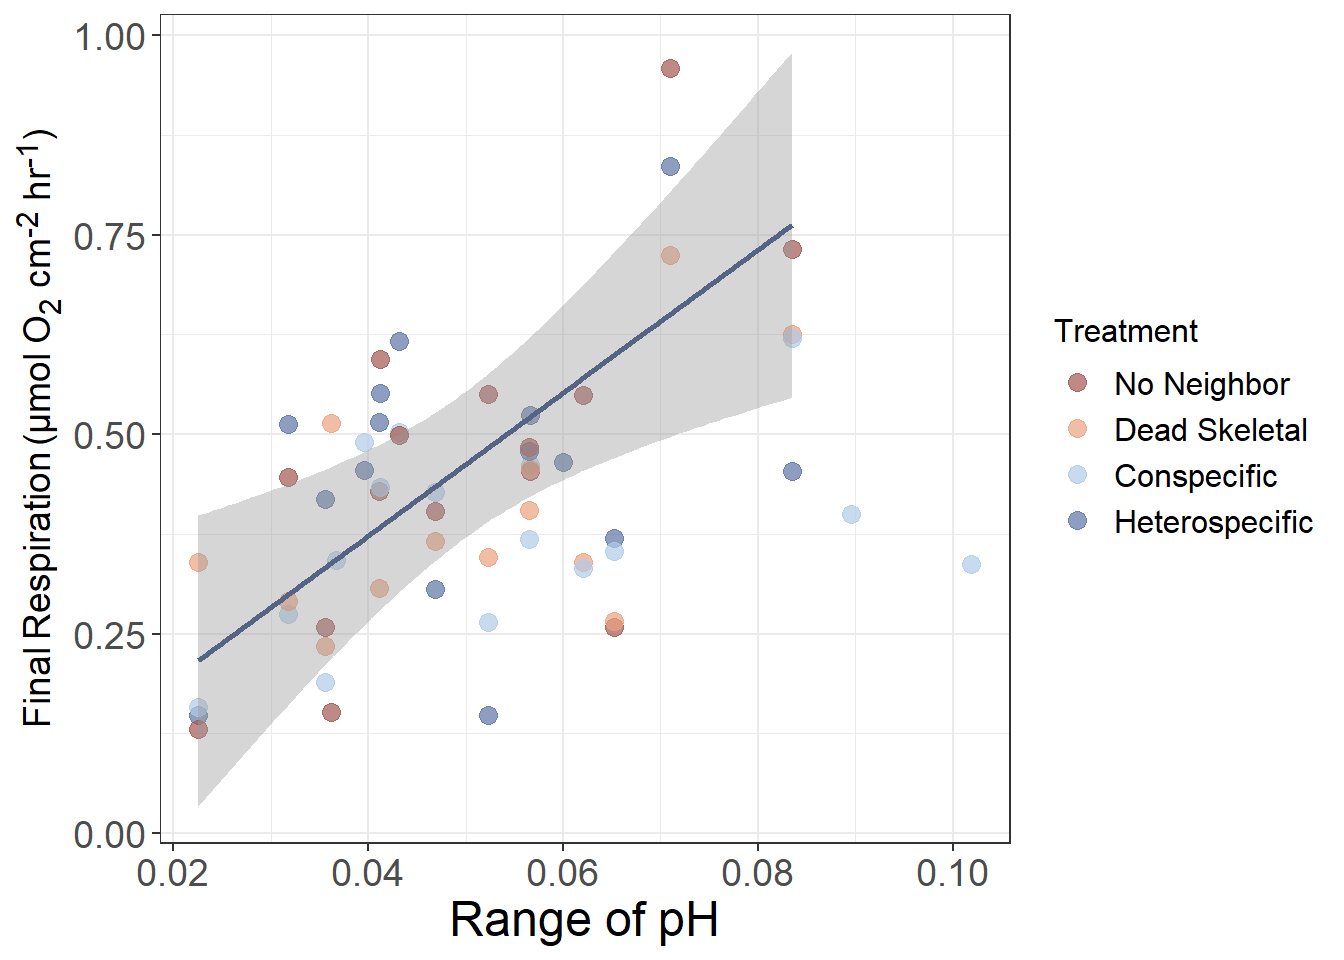 Final Respiration (µmol O₂ cm⁻² hr⁻¹)
1.00
0.75
0.50
0.25
0.00
0.02 0.04 0.06 0.08 0.10
Range of pH
Treatment
No Neighbor
Dead Skeletal
Conspecific
Heterospecific